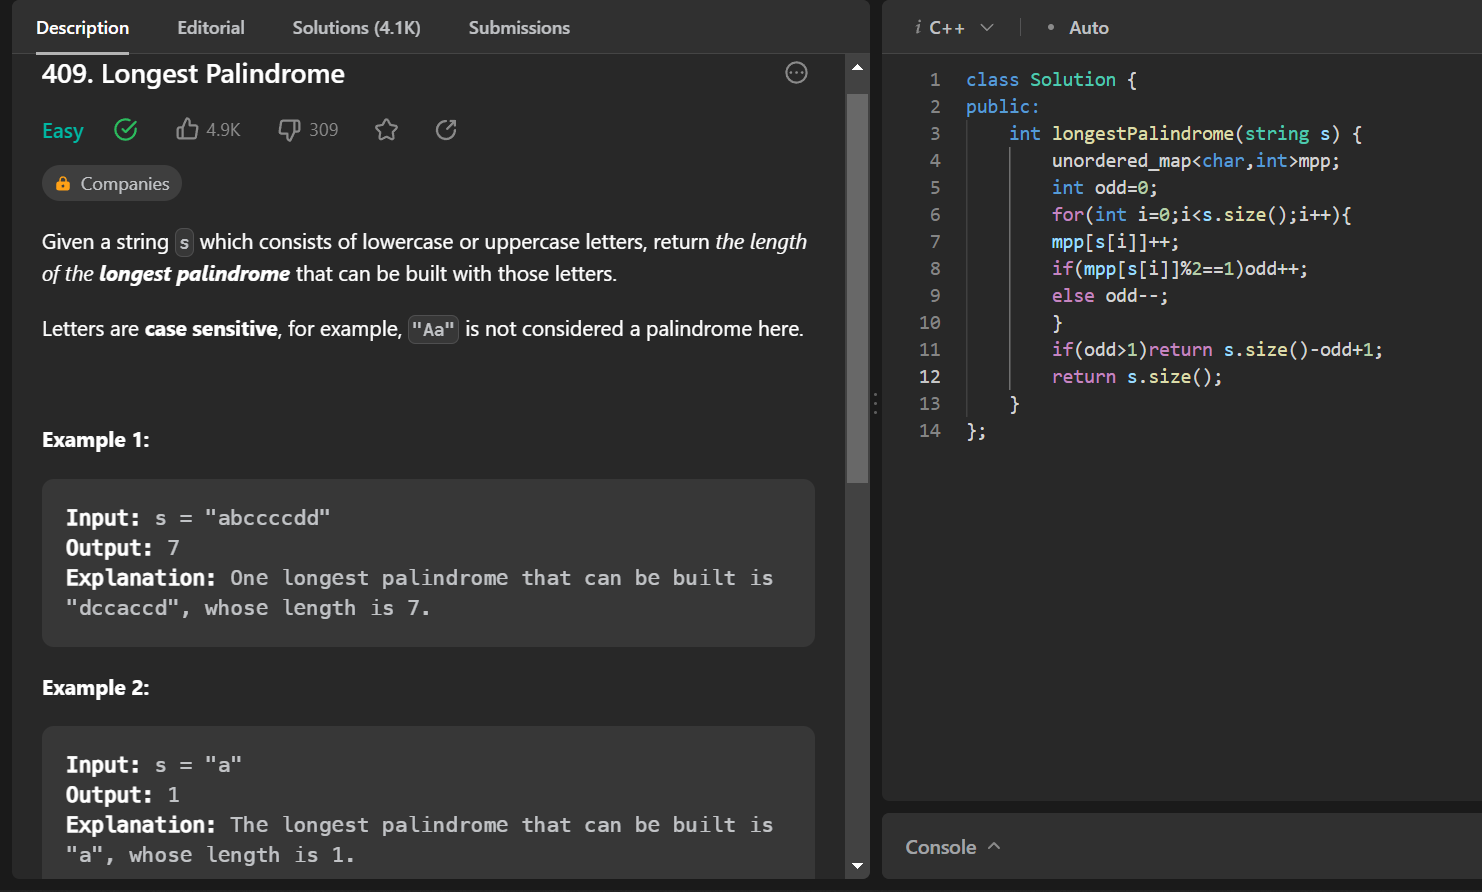 Description Editorial Solutions (4.1K) Submissions
409. Longest Palindrome
Easy 4.9K 309
Companies
Given a string s which consists of lowercase or uppercase letters, return the length
of the longest palindrome that can be built with those letters.
Letters are case sensitive, for example, "Aa" is not considered a palindrome here.
Example 1:
Input: s = "abccccdd"
Output: 7
Explanation: One longest palindrome that can be built is
"dccaccd", whose length is 7.
Example 2:
Input: s = "a"
Output: 1
Explanation: The longest palindrome that can be built is
"a", whose length is 1.
i C++ • Auto
1 class Solution {
2 public:
3 int longestPalindrome(string s) {
4 unordered_map<char,int>mpp;
5 int odd=0;
6 for(int i=0;i<s.size();i++){
7 mpp[s[i]]++;
8 if(mpp[s[i]]%2==1)odd++;
9 else odd--;
10 }
11 if(odd>1)return s.size()-odd+1;
12 return s.size();
13 }
14 };
Console